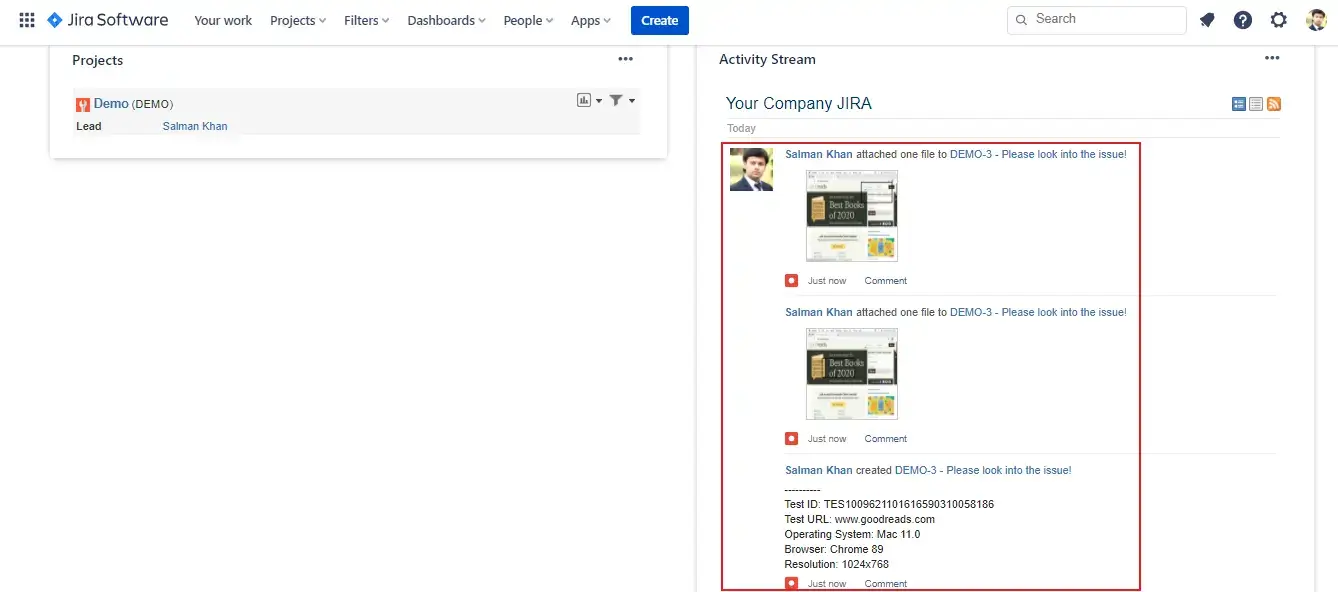 Jira Software Your work Projects Filters Dashboards People Apps Create Search
Projects
Demo (DEMO)
Lead Salman Khan
Activity Stream
Your Company JIRA
Today
Salman Khan attached one file to DEMO-3 - Please look into the issue!
Best Books
of 2020
Just now Comment
Salman Khan attached one file to DEMO-3 - Please look into the issue!
Best Books
of 2020
Just now Comment
Salman Khan created DEMO-3 - Please look into the issue!
----------
Test ID: TES1009621101616590310058186
Test URL: www.goodreads.com
Operating System: Mac 11.0
Browser: Chrome 89
Resolution: 1024x768
Just now Comment